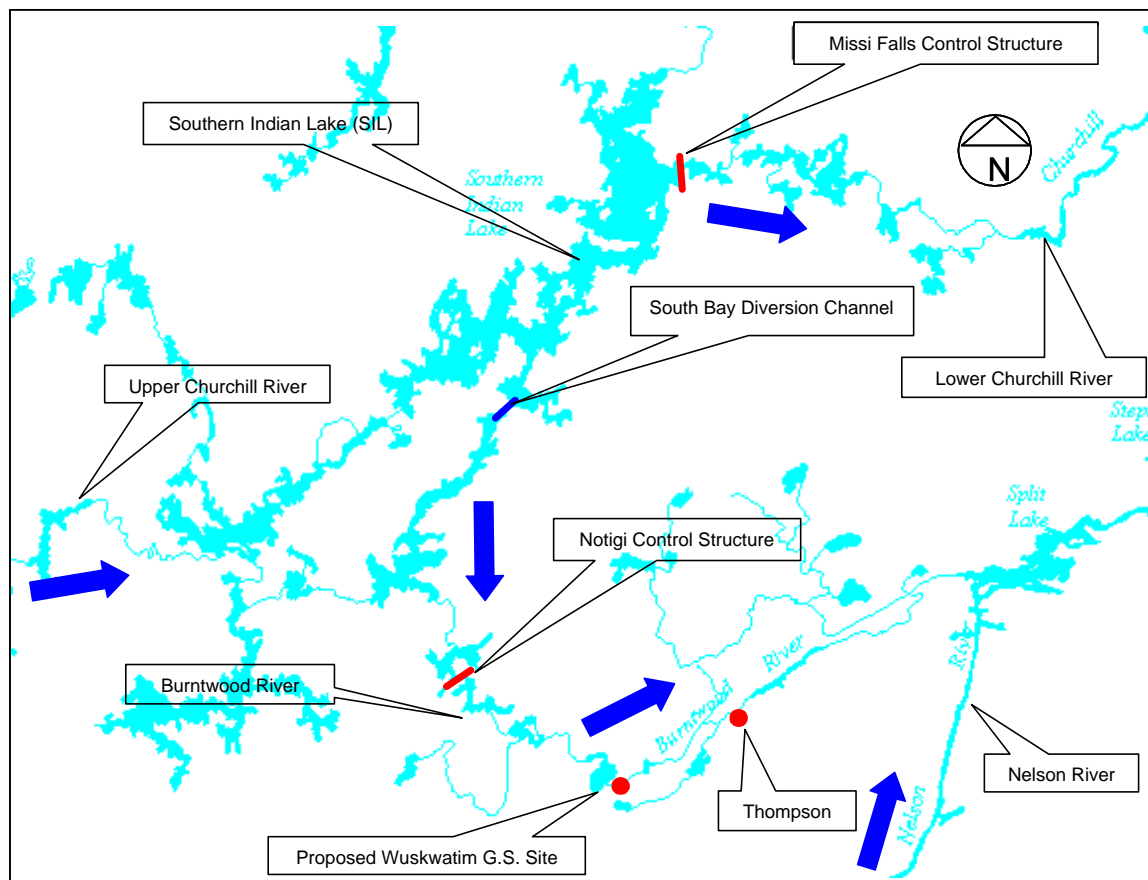 Missi Falls Control Structure
Southern Indian Lake (SIL)
N
Churchill
Southern
Indian
Lake
South Bay Diversion Channel
Upper Churchill River
Lower Churchill River
Lake
Split
Lake
Notigi Control Structure
Burntwood River
Burntwood
River
River
Nelson
Nelson River
Thompson
Proposed Wuskwatim G.S. Site